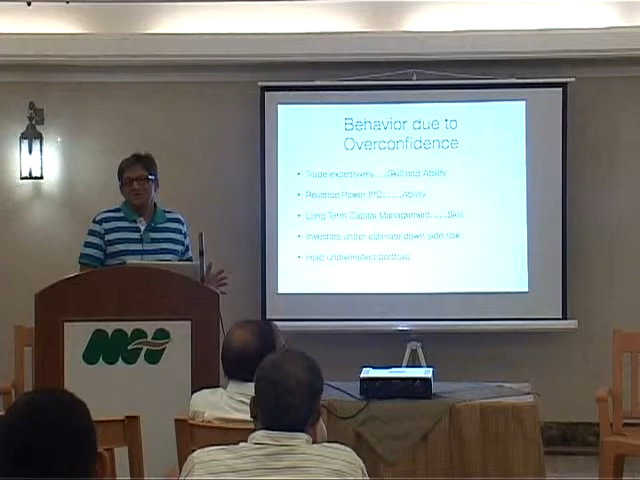 Behavior due to
Overconfidence
• Trade excessively.....Skill and Ability
• Reliance Power IPO.......Ability
• Long Term Capital Management......Skill
• Investors under estimate down side risk
• Hold undiversified portfolio